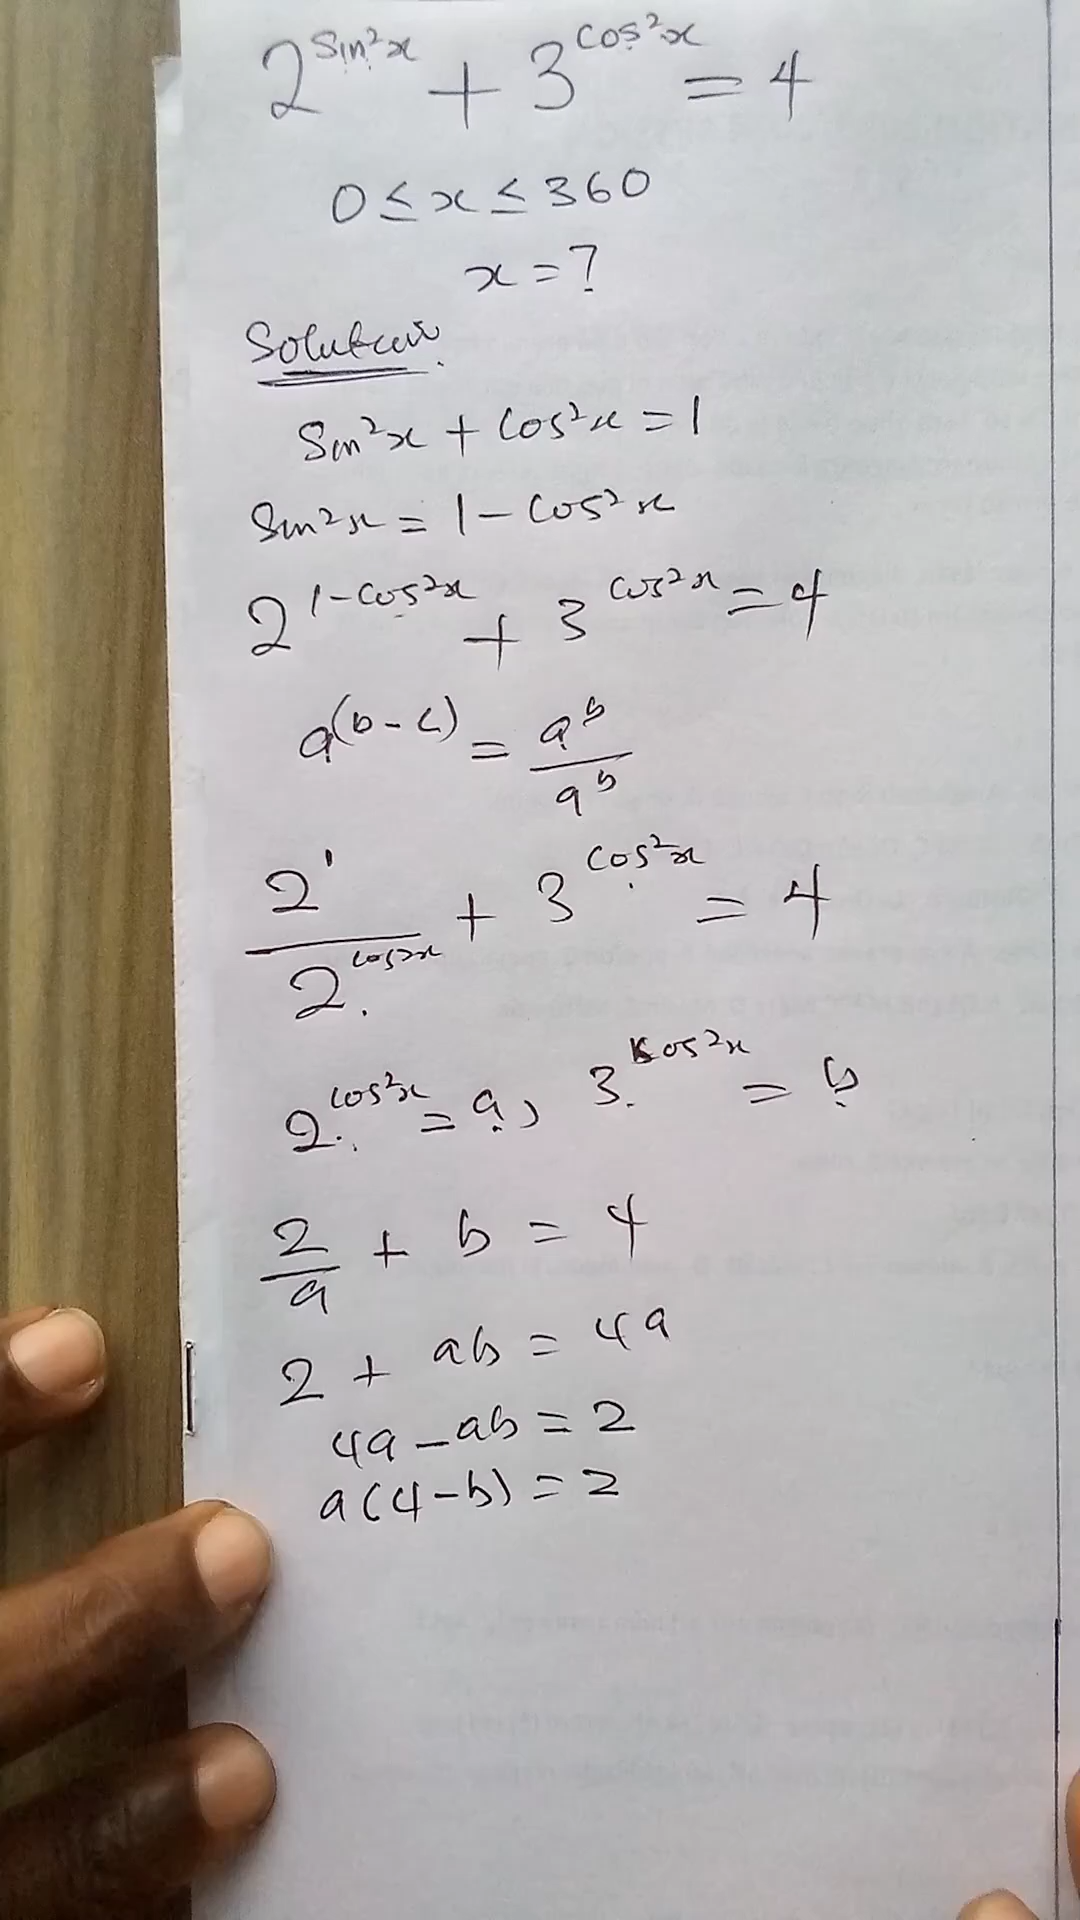 2^sin²x + 3^cos²x = 4
0 ≤ x ≤ 360
x = ?
Solution.
Sin²x + Cos²x = 1
Sin²x = 1 - Cos²x
2^1-cos²x + 3^cos²x = 4
a^(b-c) = a^b / a^b
2^1 / 2^cos²x + 3^cos²x = 4
2^cos²x = a, 3^cos²x = b
2/a + b = 4
2 + ab = 4a
4a - ab = 2
a(4-b) = 2